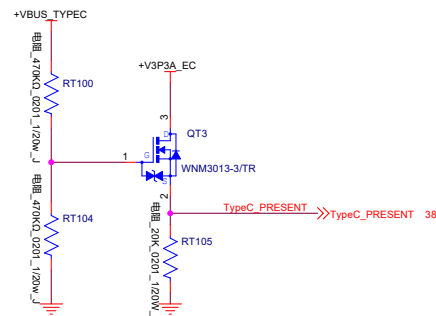 +VBUS_TYPEC
电阻_470KΩ_0201_1/20w_J
RT100
+V3P3A_EC
3
D
QT3
1
G
WNM3013-3/TR
S
2
电阻_470KΩ_0201_1/20w_J
RT104
电阻_20K_0201_1/20W_
RT105
TypeC_PRESENT
TypeC_PRESENT 38